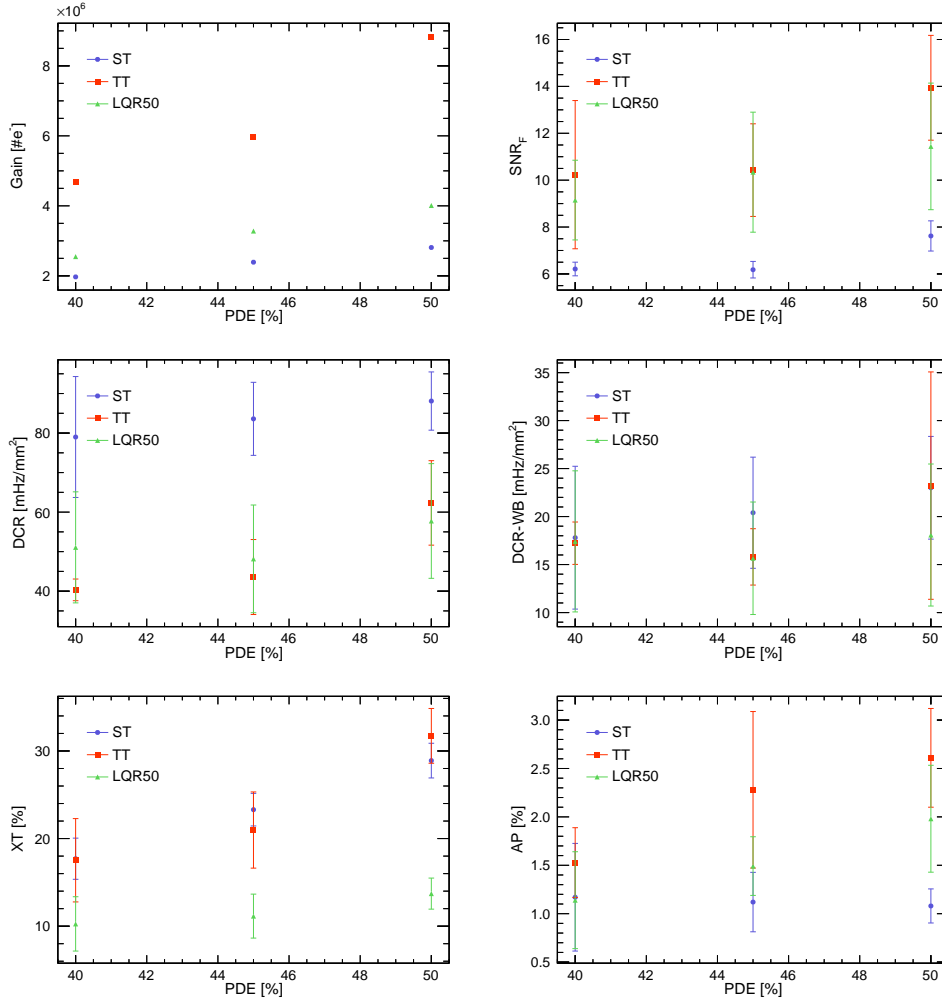 ×10⁶
Gain [#e⁻]
8
6
4
2
ST
TT
LQR50
40 42 44 46 48 50
PDE [%]
SNR_F
16
14
12
10
8
6
ST
TT
LQR50
40 42 44 46 48 50
PDE [%]
DCR [mHz/mm²]
80
60
40
ST
TT
LQR50
40 42 44 46 48 50
PDE [%]
DCR-WB [mHz/mm²]
35
30
25
20
15
10
ST
TT
LQR50
40 42 44 46 48 50
PDE [%]
XT [%]
30
20
10
ST
TT
LQR50
40 42 44 46 48 50
PDE [%]
AP [%]
3.0
2.5
2.0
1.5
1.0
0.5
ST
TT
LQR50
40 42 44 46 48 50
PDE [%]